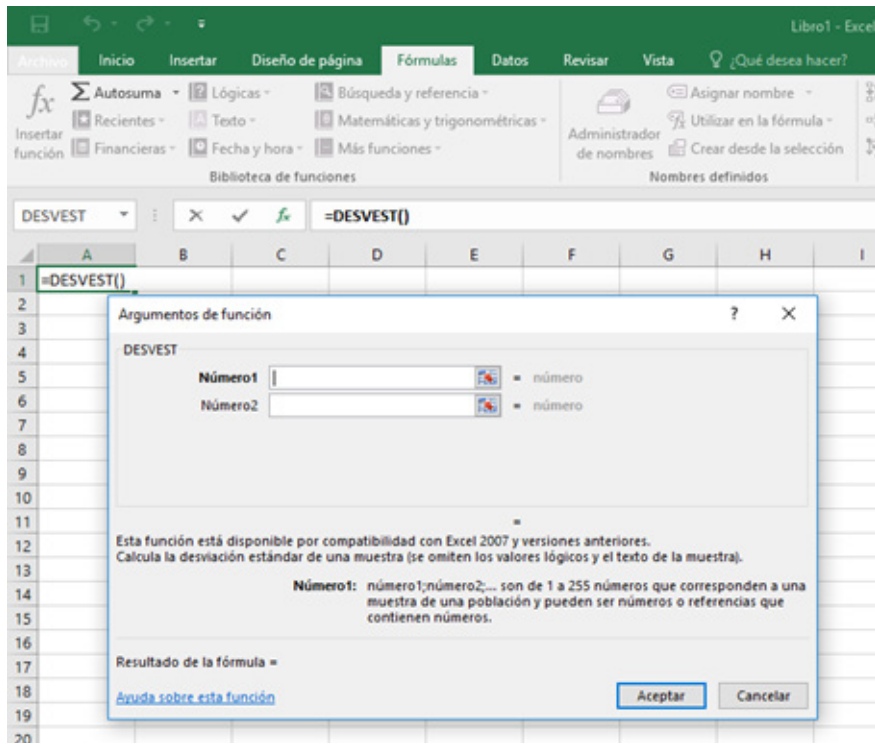 Libro1 - Excel
Archivo Inicio Insertar Diseño de página Fórmulas Datos Revisar Vista ¿Qué desea hacer?
fx Insertar función
Autosuma Lógicas Búsqueda y referencia
Recientes Texto Matemáticas y trigonométricas
Financieras Fecha y hora Más funciones
Biblioteca de funciones
Administrador de nombres
Asignar nombre
Utilizar en la fórmula
Crear desde la selección
Nombres definidos
DESVEST fx =DESVEST()
A B C D E F G H I
1 =DESVEST()
2
3
4
5
6
7
8
9
10
11
12
13
14
15
16
17
18
19
20
Argumentos de función ?
DESVEST
Número1 = número
Número2 = número
=
Esta función está disponible por compatibilidad con Excel 2007 y versiones anteriores.
Calcula la desviación estándar de una muestra (se omiten los valores lógicos y el texto de la muestra).
Número1: número1;número2;... son de 1 a 255 números que corresponden a una
muestra de una población y pueden ser números o referencias que
contienen números.
Resultado de la fórmula =
Ayuda sobre esta función Aceptar Cancelar